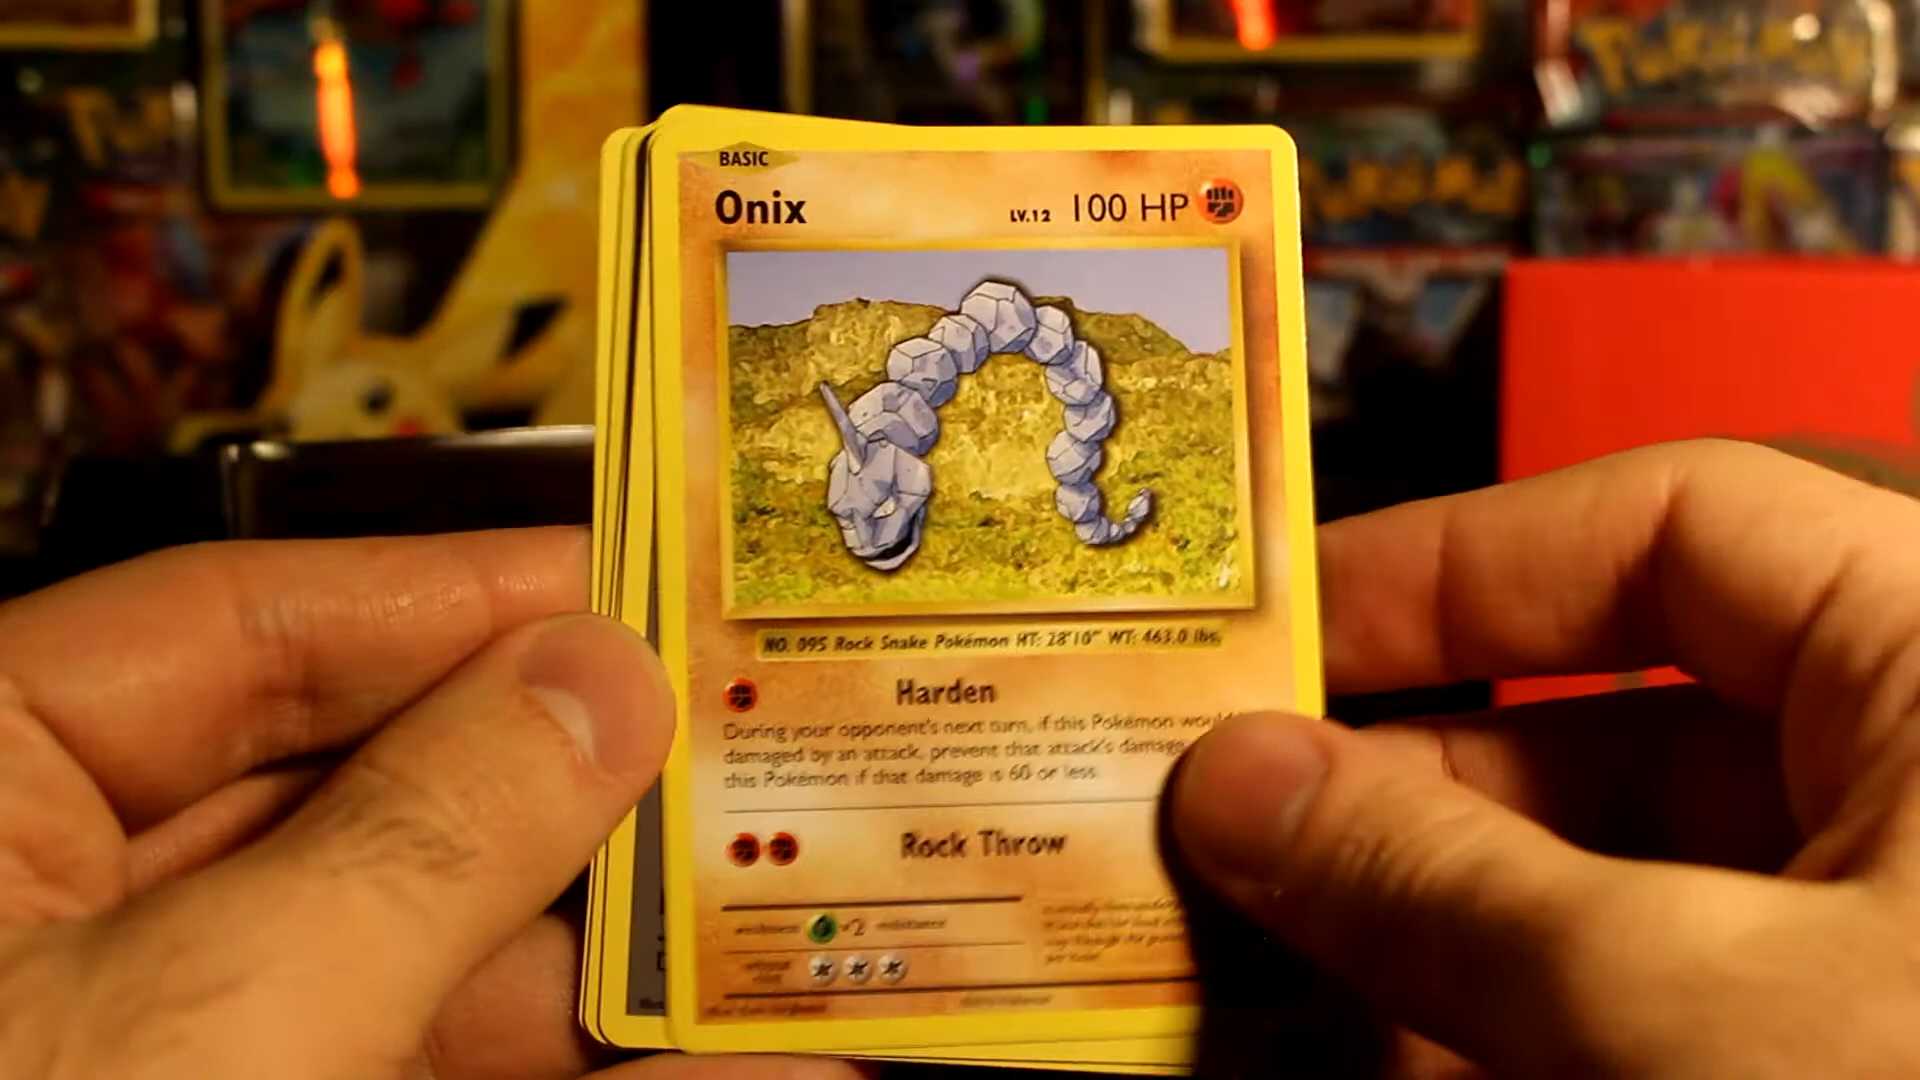 BASIC
Onix LV.12 100 HP
NO. 095 Rock Snake Pokémon HT: 28'10" WT: 463.0 lbs.
Harden
During your opponent's next turn, if this Pokémon would
damaged by an attack, prevent that attack's damage
this Pokémon if that damage is 60 or less.
Rock Throw
weakness ×2 resistance
retreat
cost